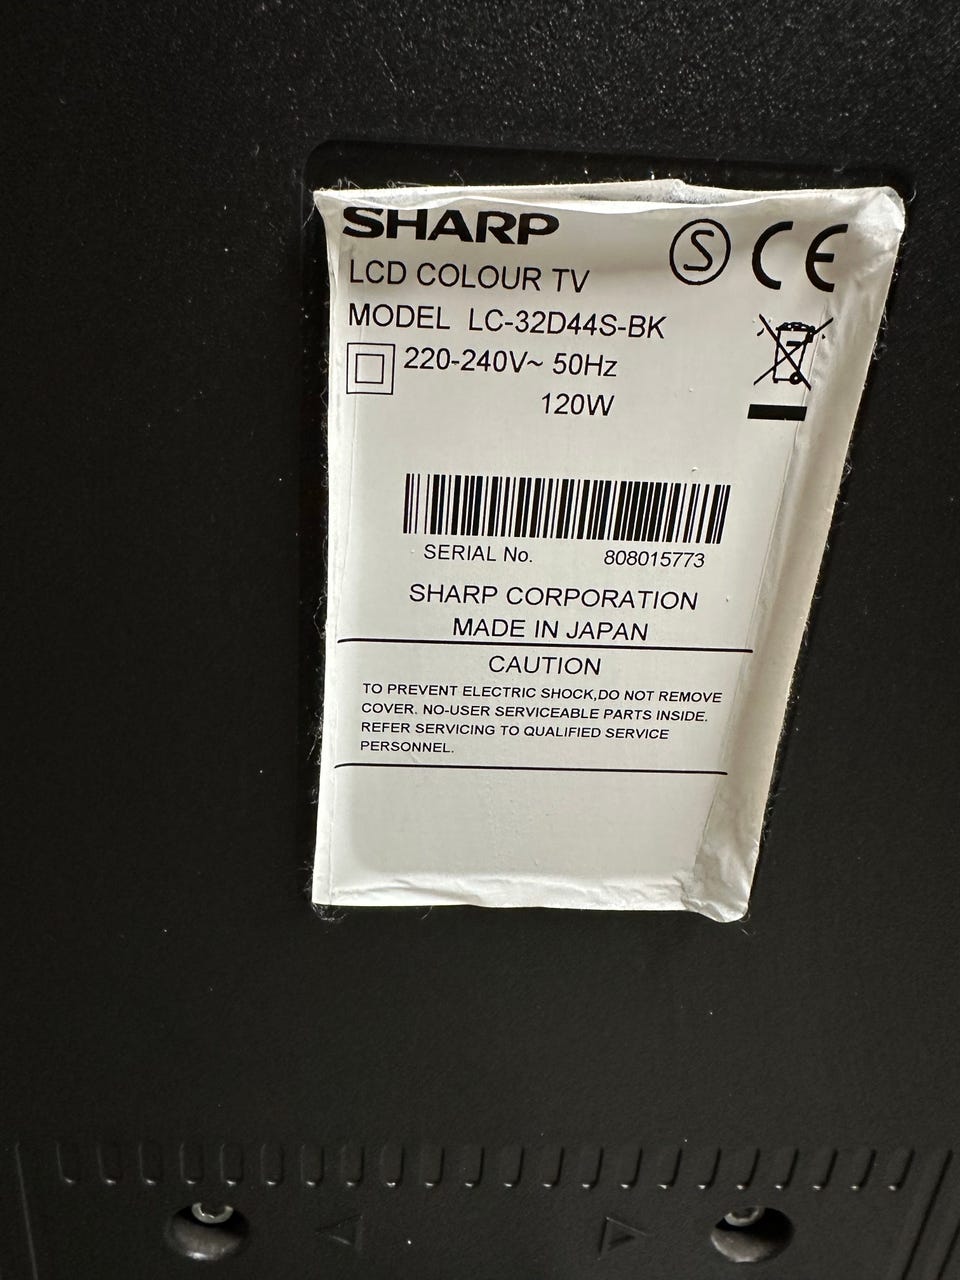 SHARP
S CE
LCD COLOUR TV
MODEL LC-32D44S-BK
220-240V~ 50Hz
120W
SERIAL No. 808015773
SHARP CORPORATION
MADE IN JAPAN
CAUTION
TO PREVENT ELECTRIC SHOCK,DO NOT REMOVE
COVER. NO-USER SERVICEABLE PARTS INSIDE.
REFER SERVICING TO QUALIFIED SERVICE
PERSONNEL.